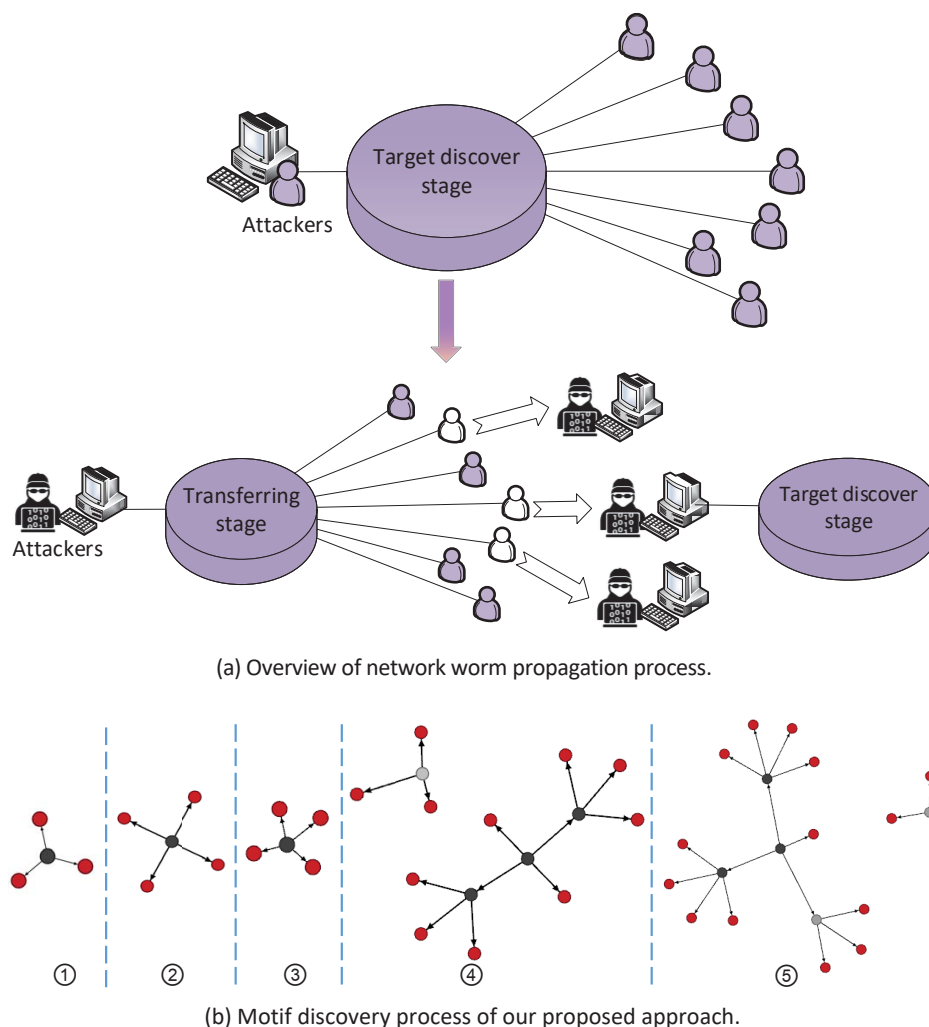 Target discover
stage
Attackers
Transferring
stage
Target discover
stage
Attackers
(a) Overview of network worm propagation process.
① ② ③ ④ ⑤
(b) Motif discovery process of our proposed approach.